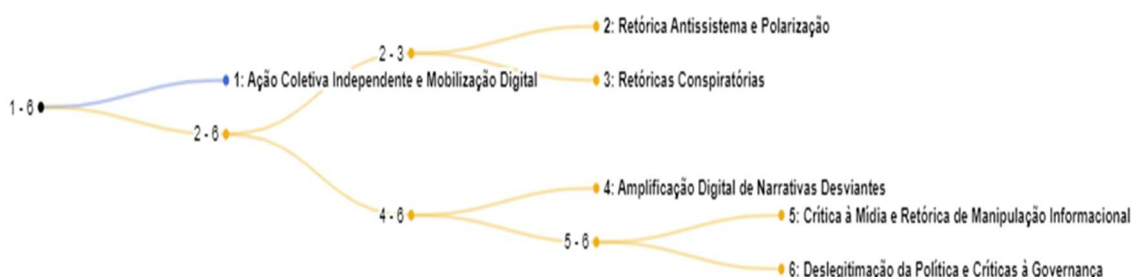 2: Retórica Antissistema e Polarização
2 - 3
1: Ação Coletiva Independente e Mobilização Digital
3: Retóricas Conspiratórias
1 - 6
2 - 6
4: Amplificação Digital de Narrativas Desviantes
4 - 6
5: Crítica à Mídia e Retórica de Manipulação Informacional
5 - 6
6: Deslegitimação da Política e Críticas à Governança